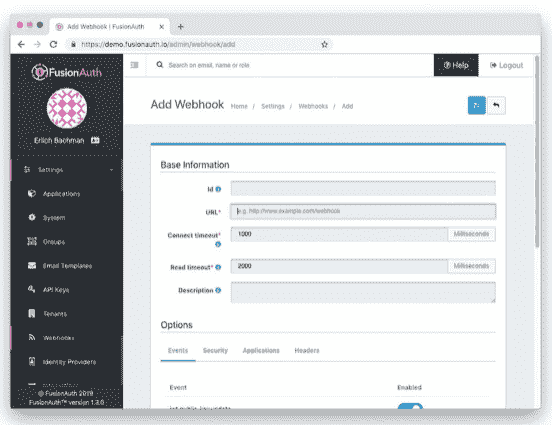 Add Webhook | FusionAuth
https://demo.fusionauth.io/admin/webhook/add
FusionAuth
Search on email, name or role
Help
Logout
Erlich Bachman
Add Webhook
Home / Settings / Webhooks / Add
Settings
Applications
System
Groups
Email Templates
API Keys
Tenants
Webhooks
Identity Providers
© FusionAuth 2019
FusionAuth™ version 1.3.0
Base Information
Id
URL*
e.g. http://www.example.com/webhook
Connect timeout*
1000
Milliseconds
Read timeout*
2000
Milliseconds
Description
Options
Events Security Applications Headers
Event Enabled